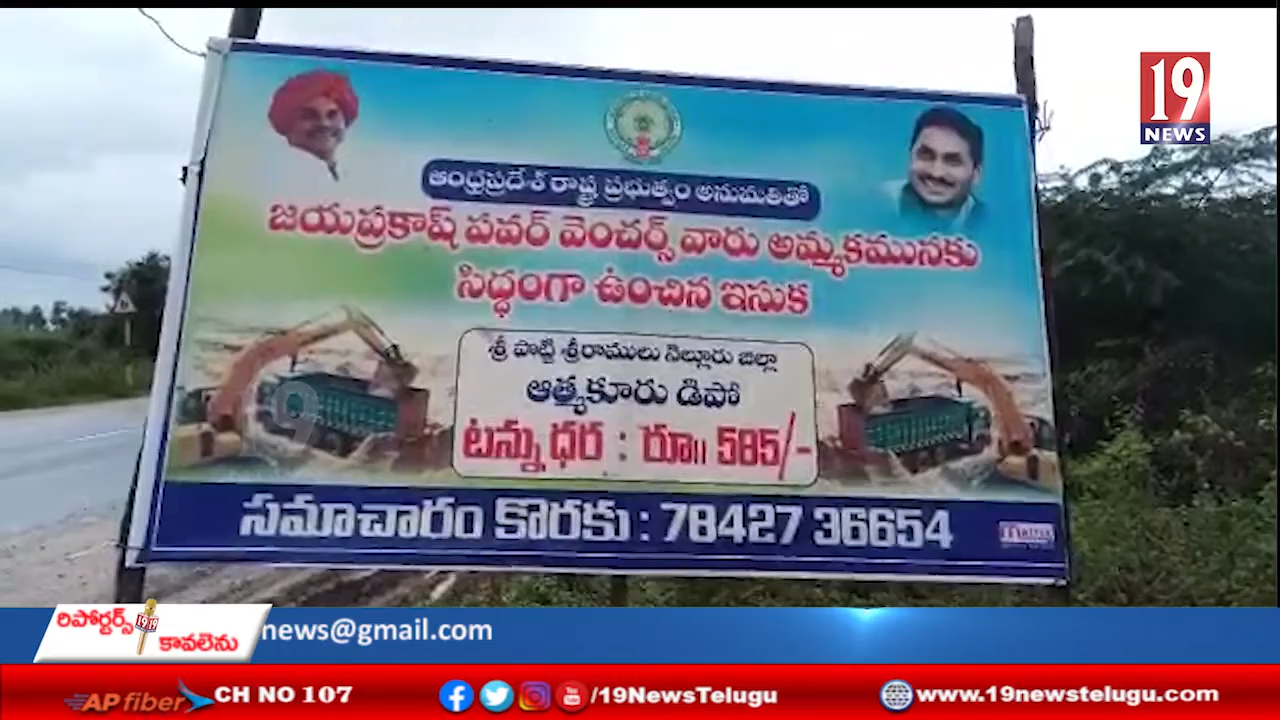 19
NEWS
ఆంధ్రప్రదేశ్ రాష్ట్ర ప్రభుత్వం అనుమతితో
జయప్రకాష్ పవర్ వెంచర్స్ వారు అమ్మకమునకు
సిద్ధంగా ఉంచిన ఇసుక
శ్రీ పొట్టి శ్రీరాములు నెల్లూరు జిల్లా
ఆత్మకూరు డిపో
టన్ను ధర : రూ॥ 585/-
సమాచారం కొరకు : 78427 36654
రిపోర్టర్స్
కావలెను
news@gmail.com
AP fiber CH NO 107 /19NewsTelugu www.19newstelugu.com